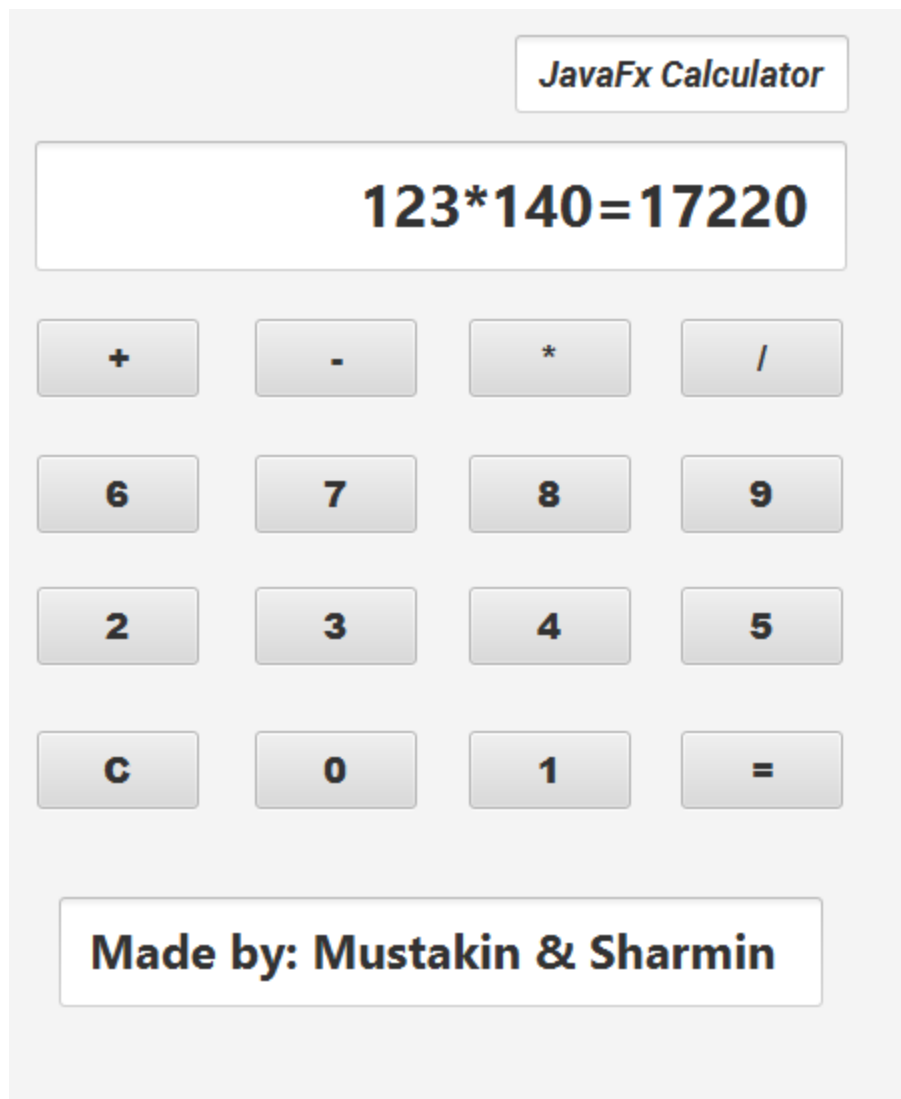 JavaFx Calculator
123*140=17220
+ - * /
6 7 8 9
2 3 4 5
C 0 1 =
Made by: Mustakin & Sharmin